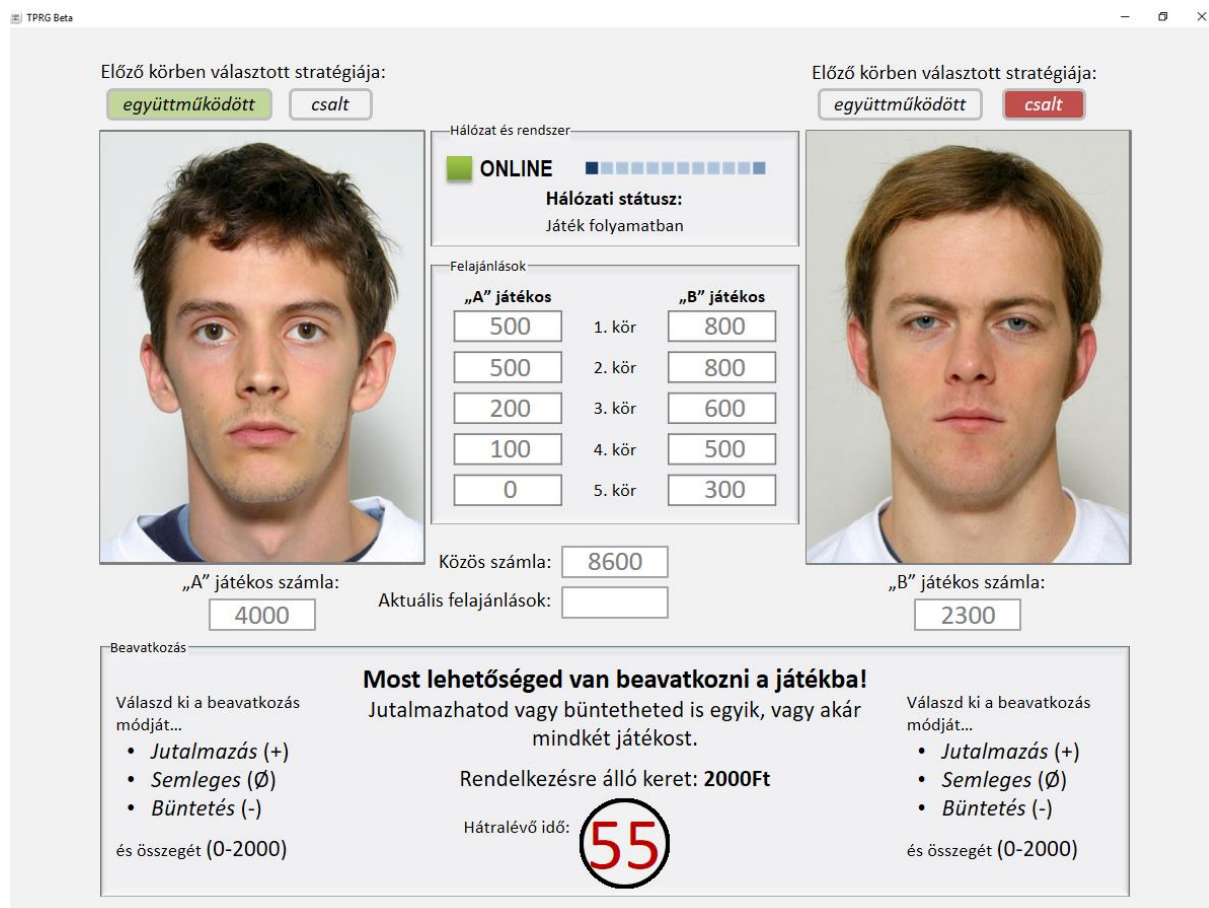 TPRG Beta
Előző körben választott stratégiája:
együttműködött
csalt
Előző körben választott stratégiája:
együttműködött
csalt
Hálózat és rendszer
ONLINE
Hálózati státusz:
Játék folyamatban
Felajánlások
„A” játékos „B” játékos
500 1. kör 800
500 2. kör 800
200 3. kör 600
100 4. kör 500
0 5. kör 300
Közös számla: 8600
Aktuális felajánlások:
„A” játékos számla:
4000
„B” játékos számla:
2300
Beavatkozás
Válaszd ki a beavatkozás
módját…
• Jutalmazás (+)
• Semleges (Ø)
• Büntetés (-)
és összegét (0-2000)
Most lehetőséged van beavatkozni a játékba!
Jutalmazhatod vagy büntetheted is egyik, vagy akár
mindkét játékost.
Rendelkezésre álló keret: 2000Ft
Hátralévő idő: 55
Válaszd ki a beavatkozás
módját…
• Jutalmazás (+)
• Semleges (Ø)
• Büntetés (-)
és összegét (0-2000)